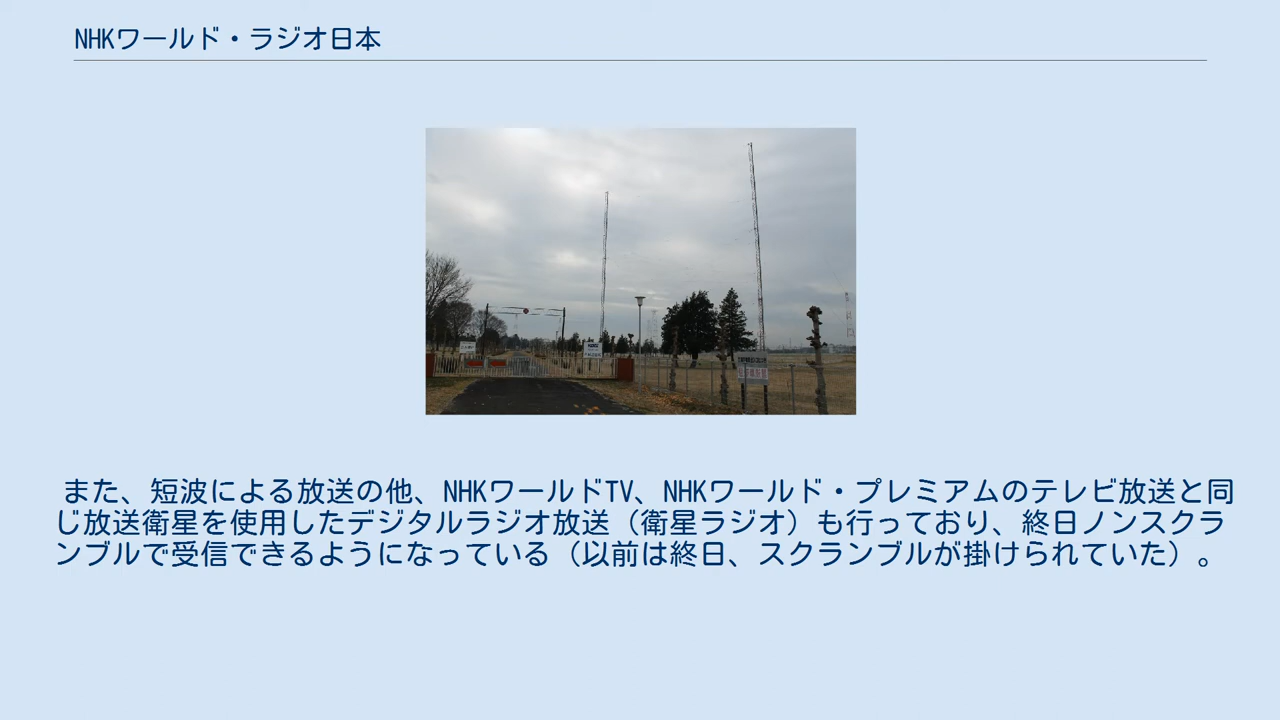 NHKワールド・ラジオ日本
また、短波による放送の他、NHKワールドTV、NHKワールド・プレミアムのテレビ放送と同
じ放送衛星を使用したデジタルラジオ放送（衛星ラジオ）も行っており、終日ノンスクラ
ンブルで受信できるようになっている（以前は終日、スクランブルが掛けられていた）。